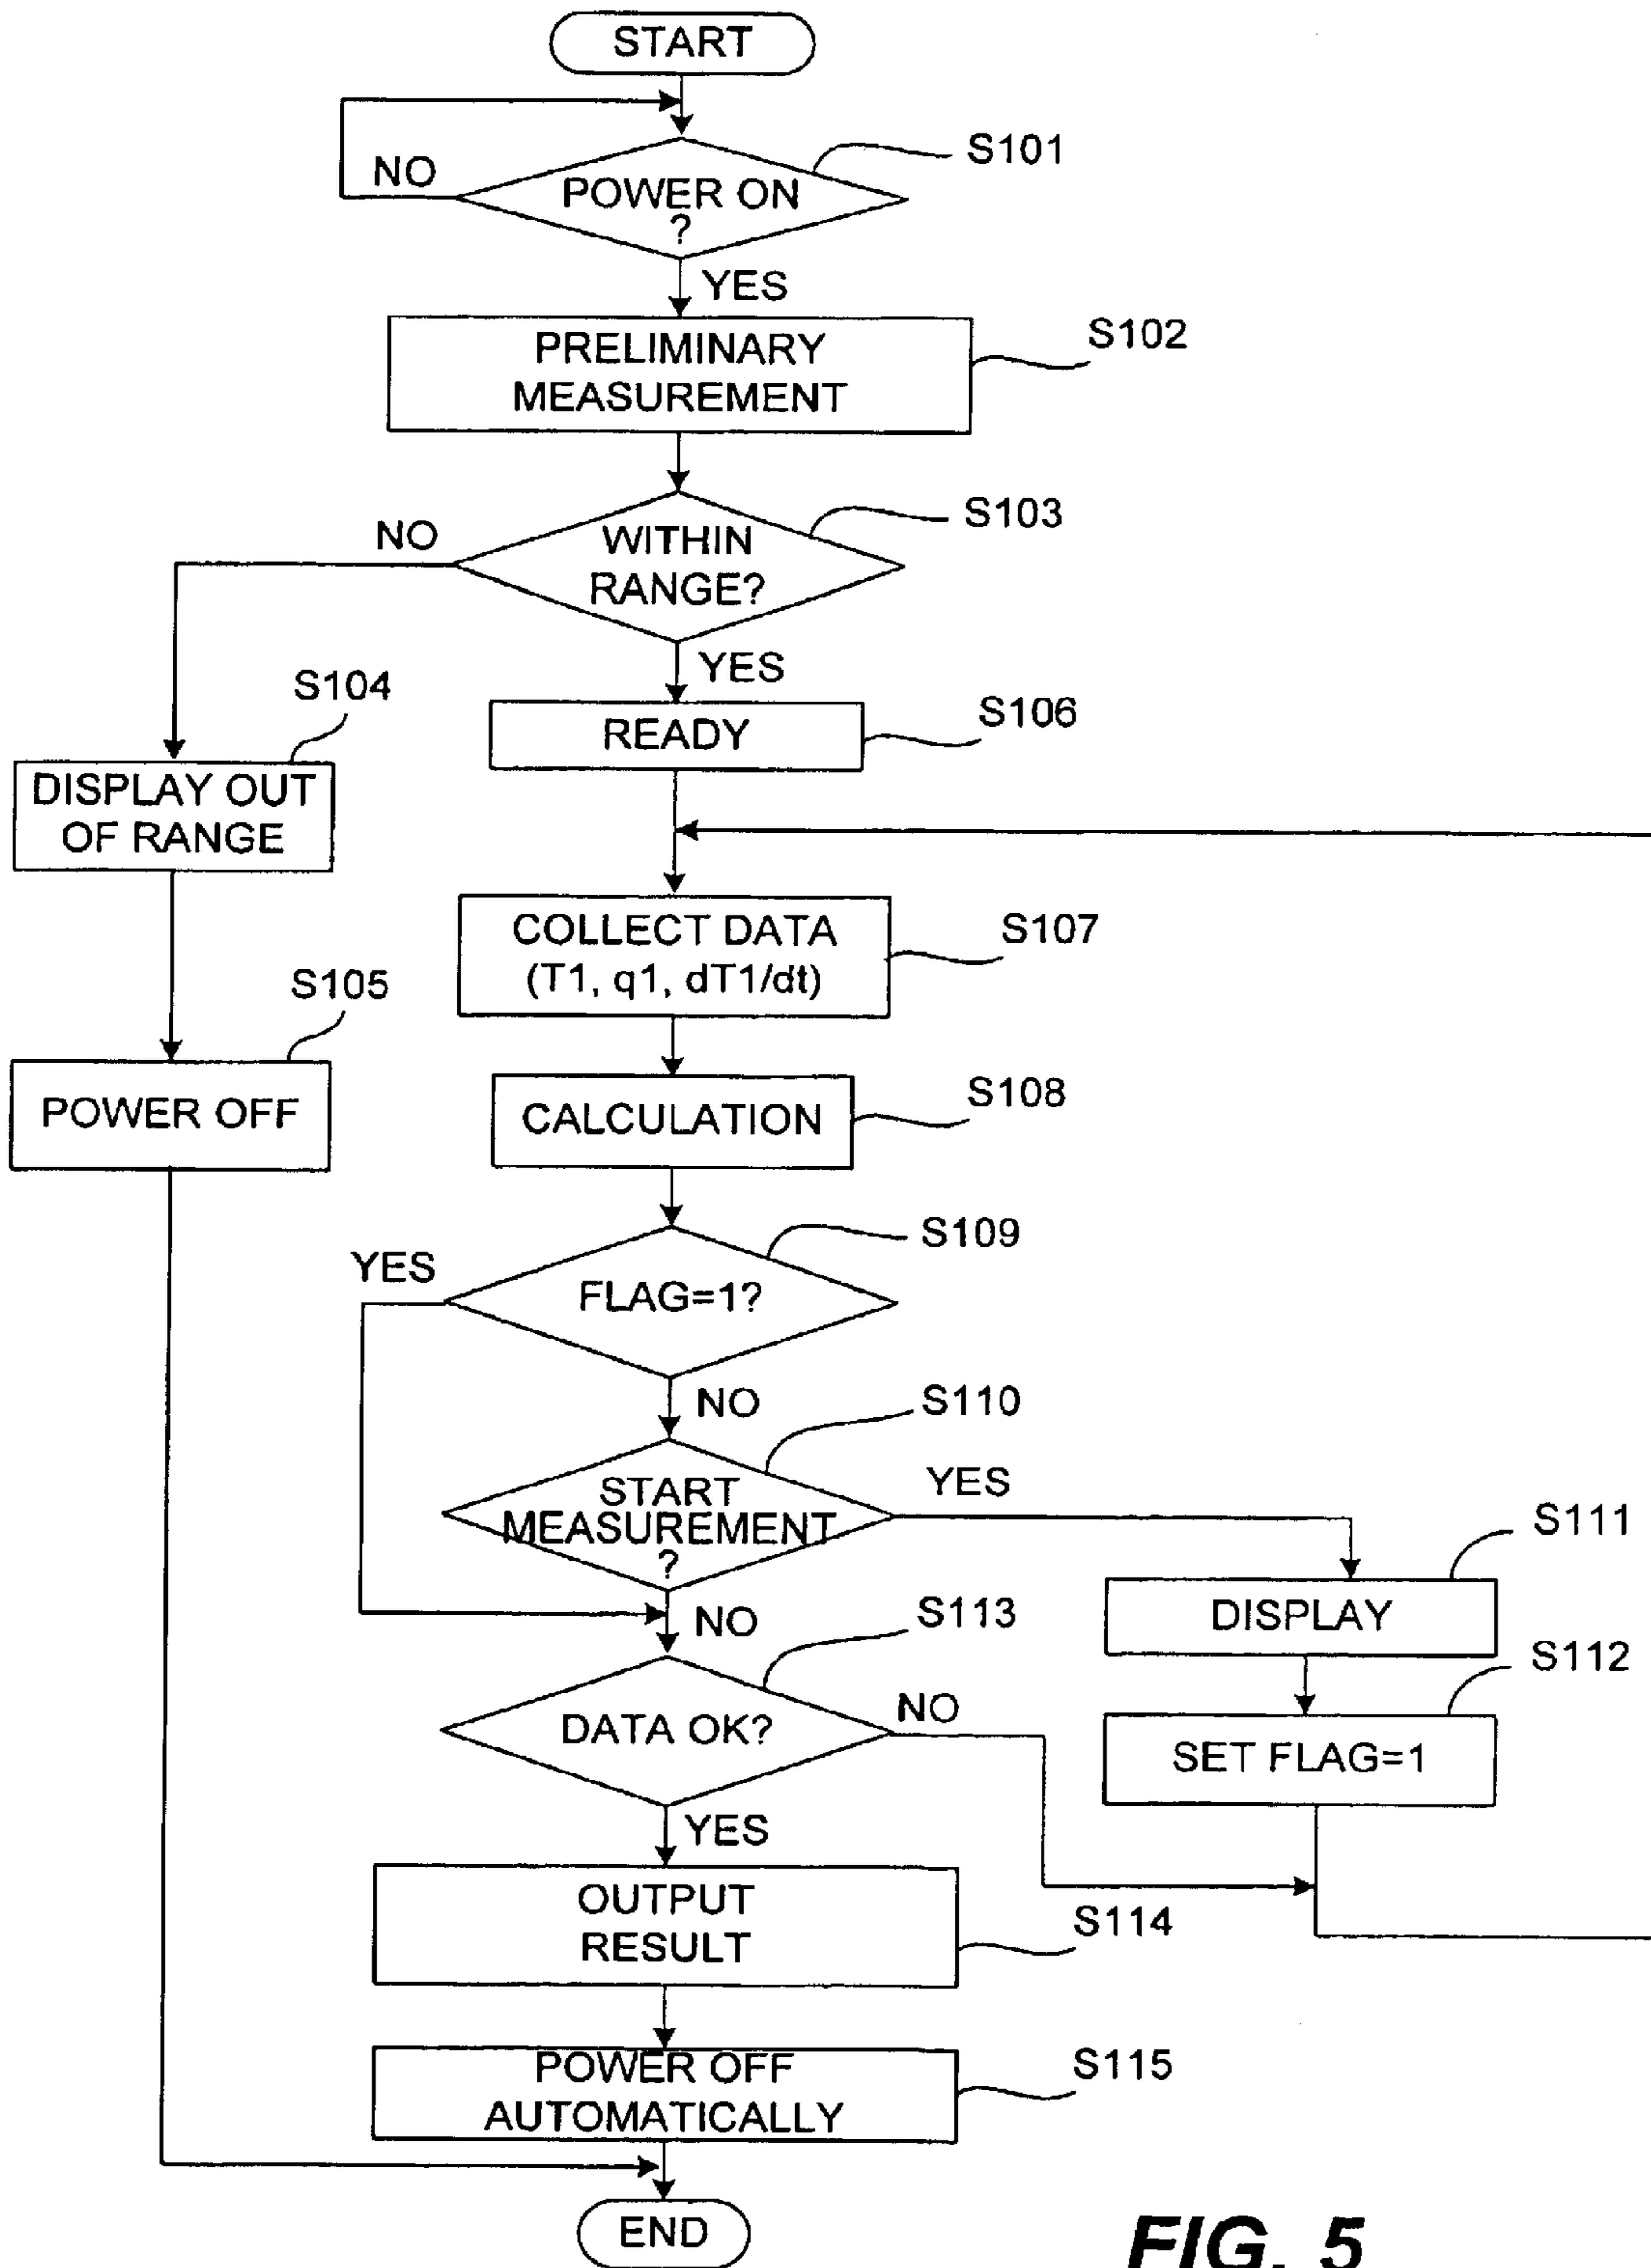 START
S101
NO
POWER ON
?
YES
S102
PRELIMINARY
MEASUREMENT
S103
NO
WITHIN
RANGE?
YES
S104
S106
READY
DISPLAY OUT
OF RANGE
S107
COLLECT DATA
(T1, q1, dT1/dt)
S105
S108
POWER OFF
CALCULATION
S109
YES
FLAG=1?
NO
S110
START
MEASUREMENT
?
YES
S111
DISPLAY
NO
S113
S112
DATA OK?
NO
SET FLAG=1
YES
OUTPUT
RESULT
S114
POWER OFF
AUTOMATICALLY
S115
END
FIG. 5